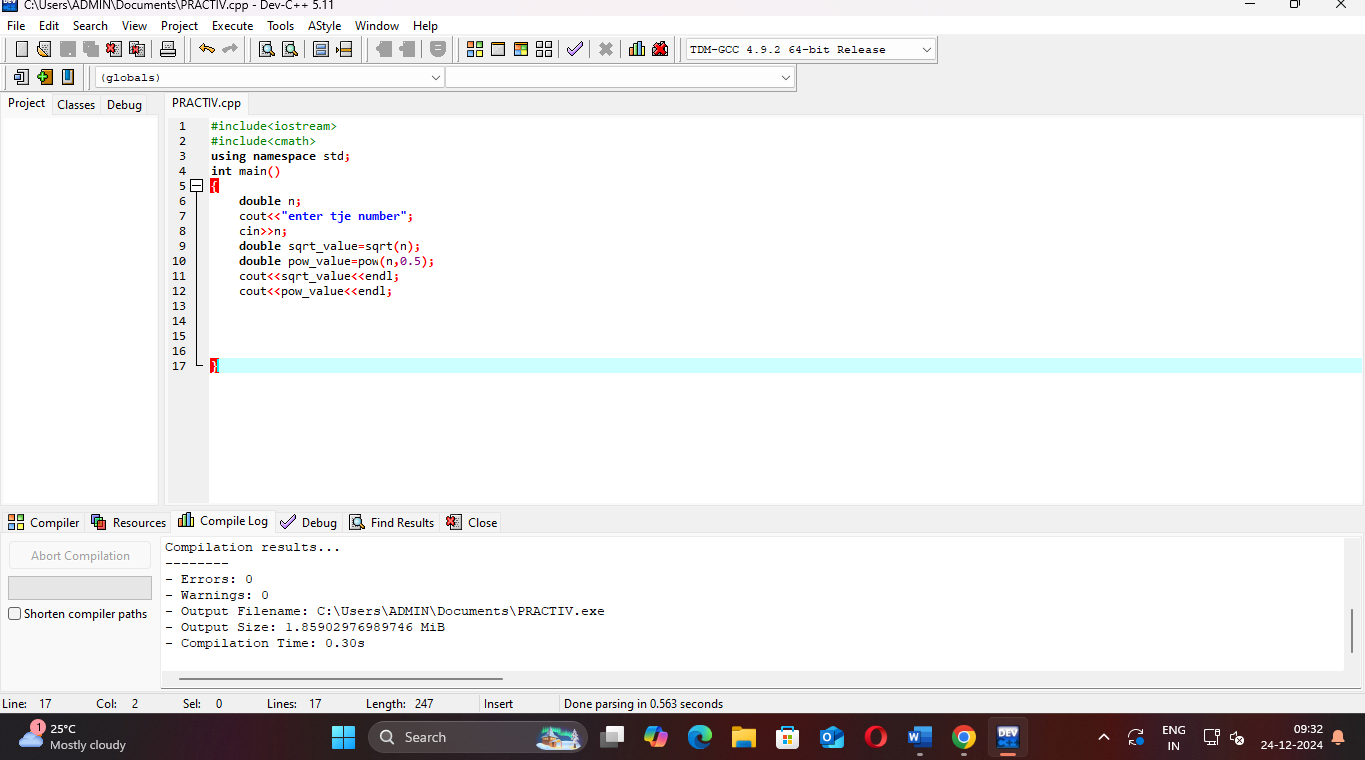 C:\Users\ADMIN\Documents\PRACTIV.cpp - Dev-C++ 5.11
File Edit Search View Project Execute Tools AStyle Window Help
TDM-GCC 4.9.2 64-bit Release
(globals)
Project Classes Debug PRACTIV.cpp
1 #include<iostream>
2 #include<cmath>
3 using namespace std;
4 int main()
5 {
6 double n;
7 cout<<"enter tje number";
8 cin>>n;
9 double sqrt_value=sqrt(n);
10 double pow_value=pow(n,0.5);
11 cout<<sqrt_value<<endl;
12 cout<<pow_value<<endl;
13
14
15
16
17 }
Compiler Resources Compile Log Debug Find Results Close
Abort Compilation
Shorten compiler paths
Compilation results...
--------
- Errors: 0
- Warnings: 0
- Output Filename: C:\Users\ADMIN\Documents\PRACTIV.exe
- Output Size: 1.85902976989746 MiB
- Compilation Time: 0.30s
Line: 17 Col: 2 Sel: 0 Lines: 17 Length: 247 Insert Done parsing in 0.563 seconds
1
25°C
Mostly cloudy
Search
DEV
ENG
IN
09:32
24-12-2024